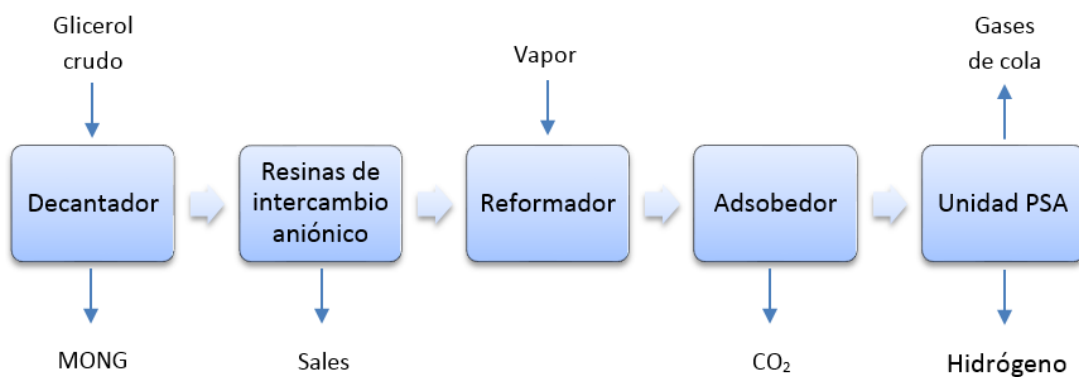 Glicerol
crudo
Vapor
Gases
de cola
Decantador
Resinas de
intercambio
aniónico
Reformador
Adsobedor
Unidad PSA
MONG
Sales
CO₂
Hidrógeno